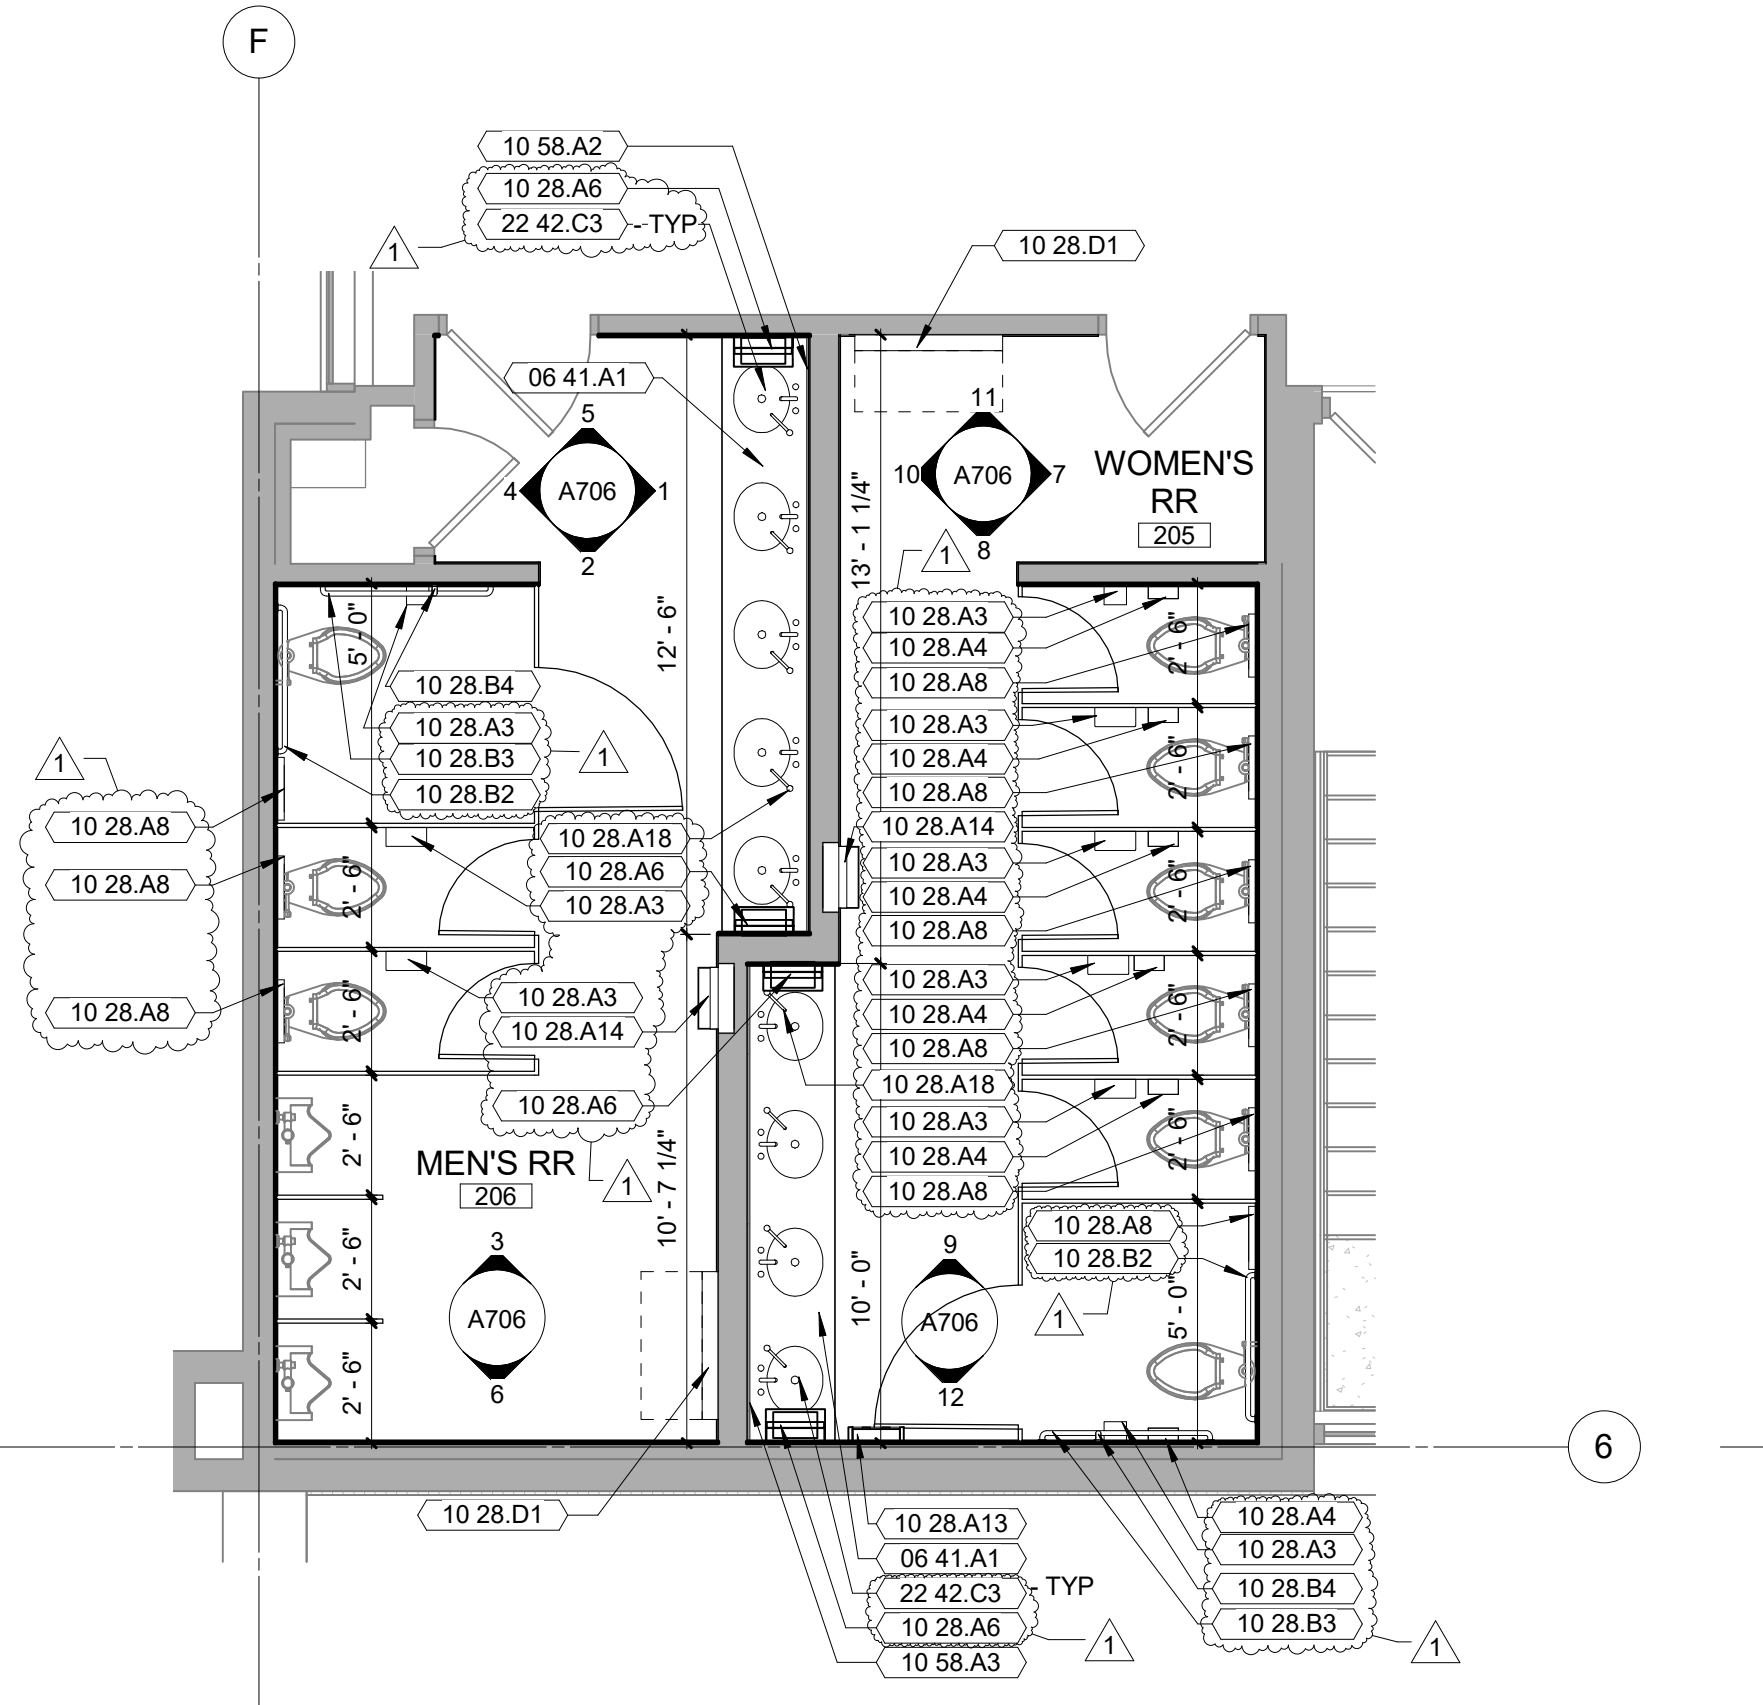 F
10 58.A2
10 28.A6
22 42.C3 - TYP
1
10 28.D1
06 41.A1
5
4 A706 1
2
11
10 A706 7
8
WOMEN'S
RR
205
13' - 1 1/4"
12' - 6"
1
5' - 0"
10 28.B4
10 28.A3
10 28.B3
10 28.B2
1
1
10 28.A8
10 28.A8
10 28.A8
10 28.A18
10 28.A6
10 28.A3
10 28.A3
10 28.A14
10 28.A6
1
2' - 6"
2' - 6"
2' - 6"
2' - 6"
2' - 6"
MEN'S RR
206
10' - 7 1/4"
3
A706
6
10 28.A3
10 28.A4
10 28.A8
10 28.A3
10 28.A4
10 28.A8
10 28.A14
10 28.A3
10 28.A4
10 28.A8
10 28.A3
10 28.A4
10 28.A8
10 28.A18
10 28.A3
10 28.A4
10 28.A8
2' - 6"
2' - 6"
2' - 6"
2' - 6"
2' - 6"
10 28.A8
10 28.B2
1
5' - 0"
10' - 0"
9
A706
12
6
10 28.D1
10 28.A13
06 41.A1
22 42.C3 - TYP
10 28.A6
10 58.A3
1
10 28.A4
10 28.A3
10 28.B4
10 28.B3
1